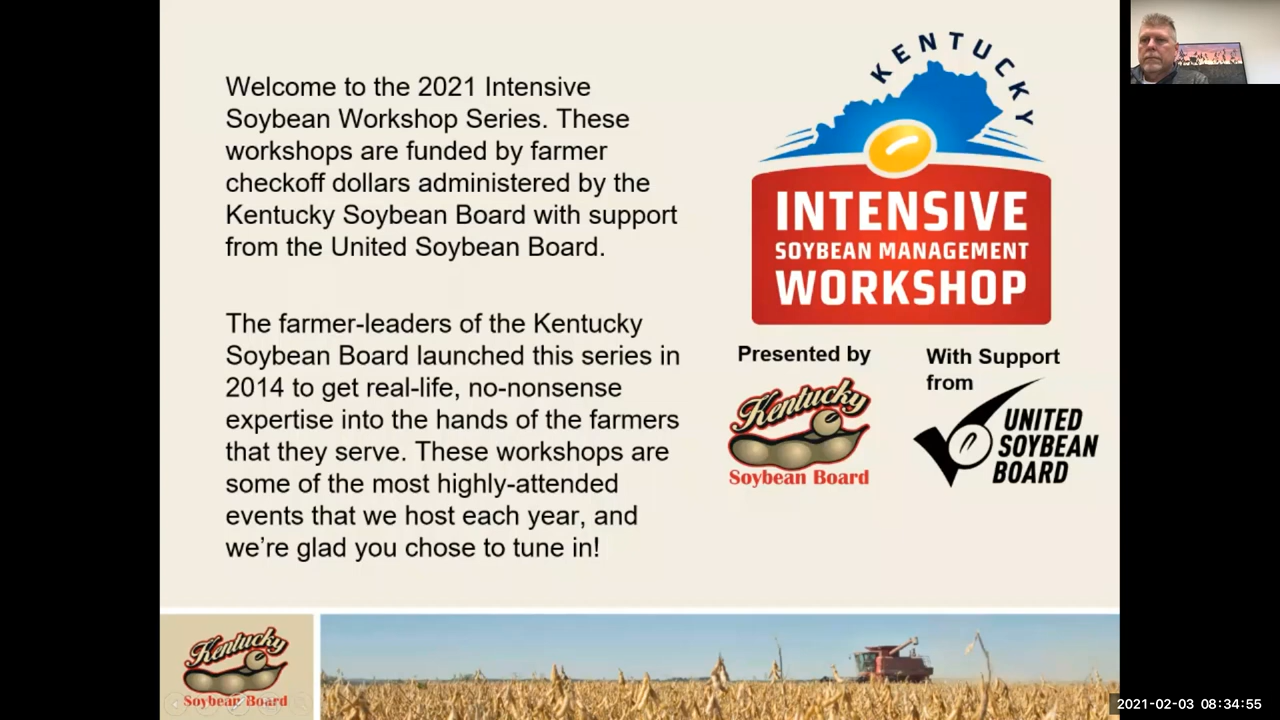 Welcome to the 2021 Intensive
Soybean Workshop Series. These
workshops are funded by farmer
checkoff dollars administered by the
Kentucky Soybean Board with support
from the United Soybean Board.
The farmer-leaders of the Kentucky
Soybean Board launched this series in
2014 to get real-life, no-nonsense
expertise into the hands of the farmers
that they serve. These workshops are
some of the most highly-attended
events that we host each year, and
we're glad you chose to tune in!
KENTUCKY
INTENSIVE
SOYBEAN MANAGEMENT
WORKSHOP
Presented by
Kentucky
Soybean Board
With Support
from
UNITED
SOYBEAN
BOARD
Kentucky
Soybean Board
2021-02-03 08:34:55